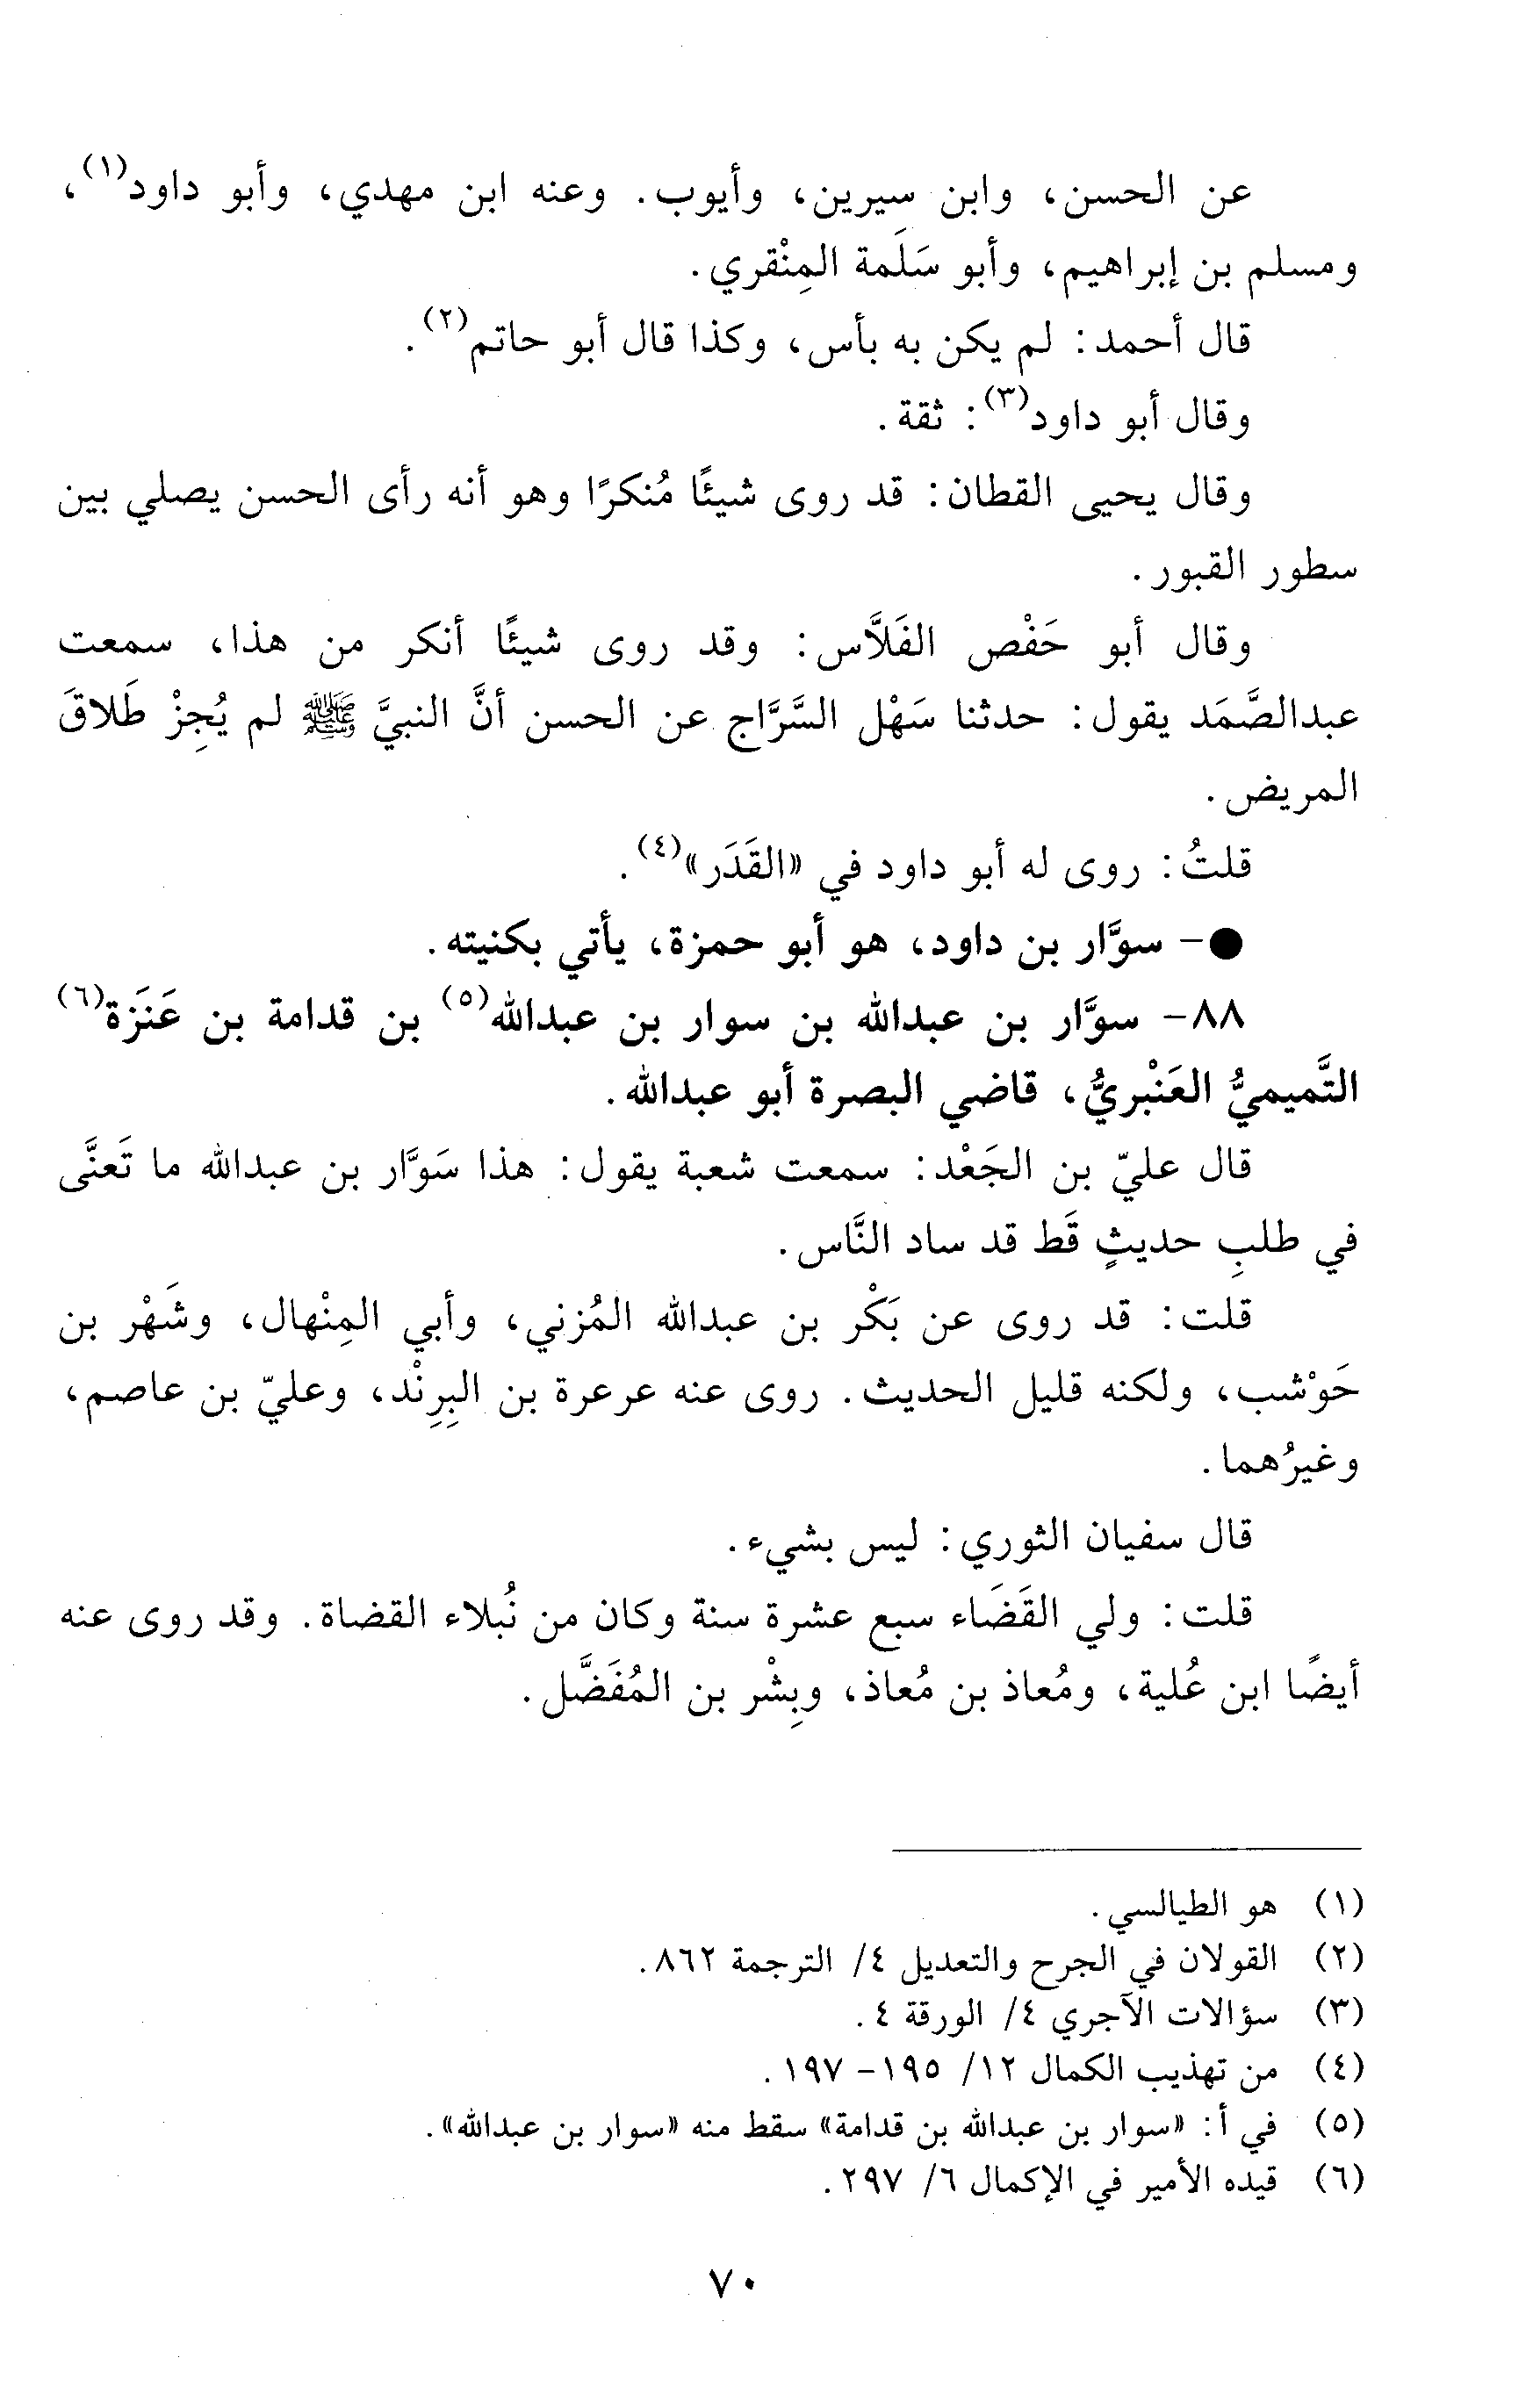 عن الحسن، وابن سِيرين، وأيوب. وعنه ابن مهدي، وأبو داود(١)،
ومسلم بن إبراهيم، وأبو سَلَمة المِنْقري.
قال أحمد: لم يكن به بأس، وكذا قال أبو حاتم(٢).
وقال أبو داود(٣): ثقة.
وقال يحيى القطان: قد روى شيئًا مُنكرًا وهو أنه رأى الحسن يصلي بين
سطور القبور.
وقال أبو حَفْص الفَلَّاس: وقد روى شيئًا أنكر من هذا، سمعت
عبدالصَّمَد يقول: حدثنا سَهْل السَّرَّاج عن الحسن أنَّ النبيَّ ﷺ لم يُجِزْ طَلاقَ
المريض.
قلتُ: روى له أبو داود في «القَدَر»(٤).
●- سوَّار بن داود، هو أبو حمزة، يأتي بكنيته.
٨٨- سوَّار بن عبدالله بن سوار بن عبدالله(٥) بن قدامة بن عَنَزة(٦)
التَّميميُّ العَنْبريُّ، قاضي البصرة أبو عبدالله.
قال عليّ بن الجَعْد: سمعت شعبة يقول: هذا سَوَّار بن عبدالله ما تَعنَّى
في طلبِ حديثٍ قَط قد ساد النَّاس.
قلت: قد روى عن بَكْر بن عبدالله المُزني، وأبي المِنْهال، وشَهْر بن
حَوْشب، ولكنه قليل الحديث. روى عنه عرعرة بن البِرِنْد، وعليّ بن عاصم،
وغيرُهما.
قال سفيان الثوري: ليس بشيء.
قلت: ولي القَضَاء سبع عشرة سنة وكان من نُبلاء القضاة. وقد روى عنه
أيضًا ابن عُلية، ومُعاذ بن مُعاذ، وبِشْر بن المُفَضَّل.
(١) هو الطيالسي.
(٢) القولان في الجرح والتعديل ٤/ الترجمة ٨٦٢.
(٣) سؤالات الآجري ٤/ الورقة ٤.
(٤) من تهذيب الكمال ١٢/ ١٩٥- ١٩٧.
(٥) في أ: «سوار بن عبدالله بن قدامة» سقط منه «سوار بن عبدالله».
(٦) قيده الأمير في الإكمال ٦/ ٢٩٧.
٧٠